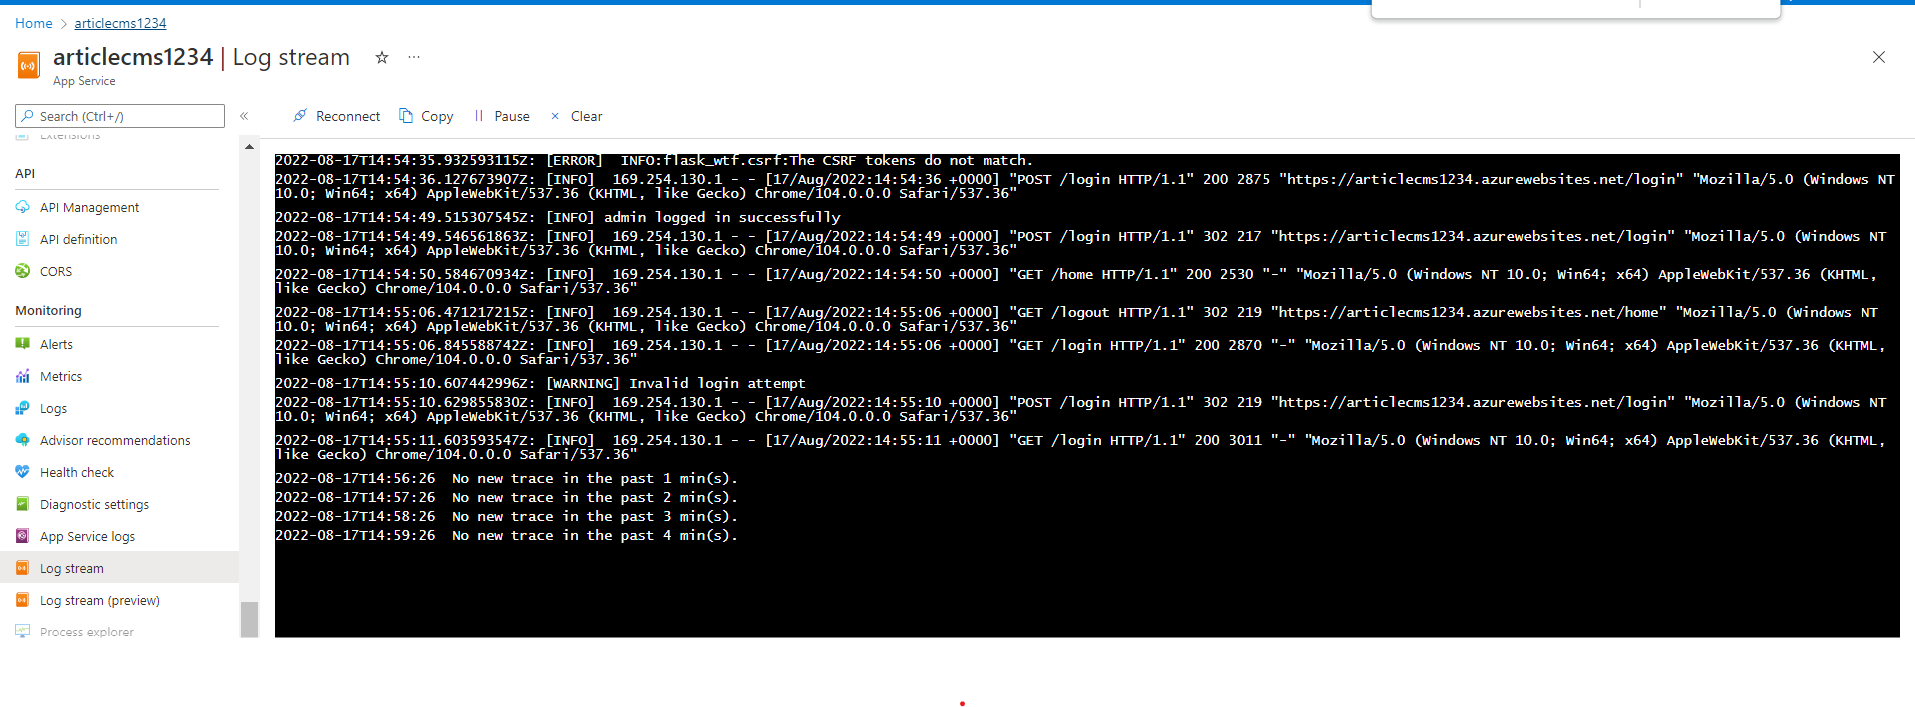 Home > articlecms1234
articlecms1234 | Log stream ☆ ...
App Service
Search (Ctrl+/) «
Extensions
API
API Management
API definition
CORS
Monitoring
Alerts
Metrics
Logs
Advisor recommendations
Health check
Diagnostic settings
App Service logs
Log stream
Log stream (preview)
Process explorer
Reconnect Copy Pause Clear
2022-08-17T14:54:35.932593115Z: [ERROR]  INFO:flask_wtf.csrf:The CSRF tokens do not match.
2022-08-17T14:54:36.127673907Z: [INFO]  169.254.130.1 - - [17/Aug/2022:14:54:36 +0000] "POST /login HTTP/1.1" 200 2875 "https://articlecms1234.azurewebsites.net/login" "Mozilla/5.0 (Windows NT
10.0; Win64; x64) AppleWebKit/537.36 (KHTML, like Gecko) Chrome/104.0.0.0 Safari/537.36"
2022-08-17T14:54:49.515307545Z: [INFO] admin logged in successfully
2022-08-17T14:54:49.546561863Z: [INFO]  169.254.130.1 - - [17/Aug/2022:14:54:49 +0000] "POST /login HTTP/1.1" 302 217 "https://articlecms1234.azurewebsites.net/login" "Mozilla/5.0 (Windows NT
10.0; Win64; x64) AppleWebKit/537.36 (KHTML, like Gecko) Chrome/104.0.0.0 Safari/537.36"
2022-08-17T14:54:50.584670934Z: [INFO]  169.254.130.1 - - [17/Aug/2022:14:54:50 +0000] "GET /home HTTP/1.1" 200 2530 "-" "Mozilla/5.0 (Windows NT 10.0; Win64; x64) AppleWebKit/537.36 (KHTML,
like Gecko) Chrome/104.0.0.0 Safari/537.36"
2022-08-17T14:55:06.471217215Z: [INFO]  169.254.130.1 - - [17/Aug/2022:14:55:06 +0000] "GET /logout HTTP/1.1" 302 219 "https://articlecms1234.azurewebsites.net/home" "Mozilla/5.0 (Windows NT
10.0; Win64; x64) AppleWebKit/537.36 (KHTML, like Gecko) Chrome/104.0.0.0 Safari/537.36"
2022-08-17T14:55:06.845588742Z: [INFO]  169.254.130.1 - - [17/Aug/2022:14:55:06 +0000] "GET /login HTTP/1.1" 200 2870 "-" "Mozilla/5.0 (Windows NT 10.0; Win64; x64) AppleWebKit/537.36 (KHTML,
like Gecko) Chrome/104.0.0.0 Safari/537.36"
2022-08-17T14:55:10.607442996Z: [WARNING] Invalid login attempt
2022-08-17T14:55:10.629855830Z: [INFO]  169.254.130.1 - - [17/Aug/2022:14:55:10 +0000] "POST /login HTTP/1.1" 302 219 "https://articlecms1234.azurewebsites.net/login" "Mozilla/5.0 (Windows NT
10.0; Win64; x64) AppleWebKit/537.36 (KHTML, like Gecko) Chrome/104.0.0.0 Safari/537.36"
2022-08-17T14:55:11.603593547Z: [INFO]  169.254.130.1 - - [17/Aug/2022:14:55:11 +0000] "GET /login HTTP/1.1" 200 3011 "-" "Mozilla/5.0 (Windows NT 10.0; Win64; x64) AppleWebKit/537.36 (KHTML,
like Gecko) Chrome/104.0.0.0 Safari/537.36"
2022-08-17T14:56:26  No new trace in the past 1 min(s).
2022-08-17T14:57:26  No new trace in the past 2 min(s).
2022-08-17T14:58:26  No new trace in the past 3 min(s).
2022-08-17T14:59:26  No new trace in the past 4 min(s).